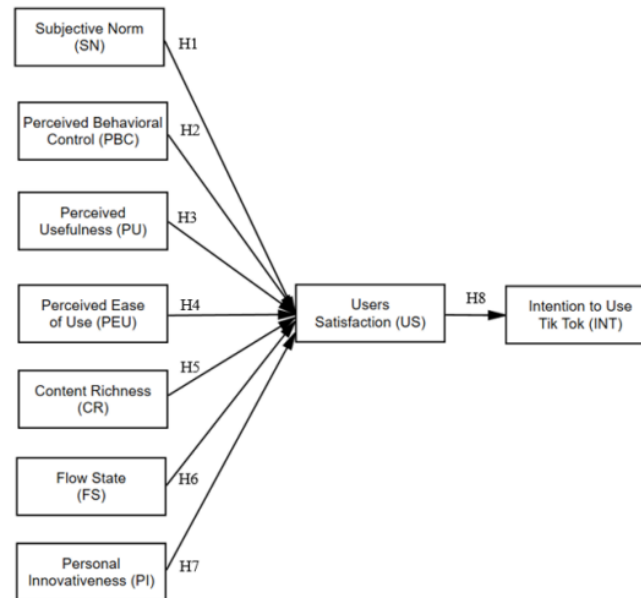 Subjective Norm
(SN)
H1
Perceived Behavioral
Control (PBC)
H2
Perceived
Usefulness (PU)
H3
Perceived Ease
of Use (PEU)
H4
Users
Satisfaction (US)
H8
Intention to Use
Tik Tok (INT)
Content Richness
(CR)
H5
Flow State
(FS)
H6
Personal
Innovativeness (PI)
H7